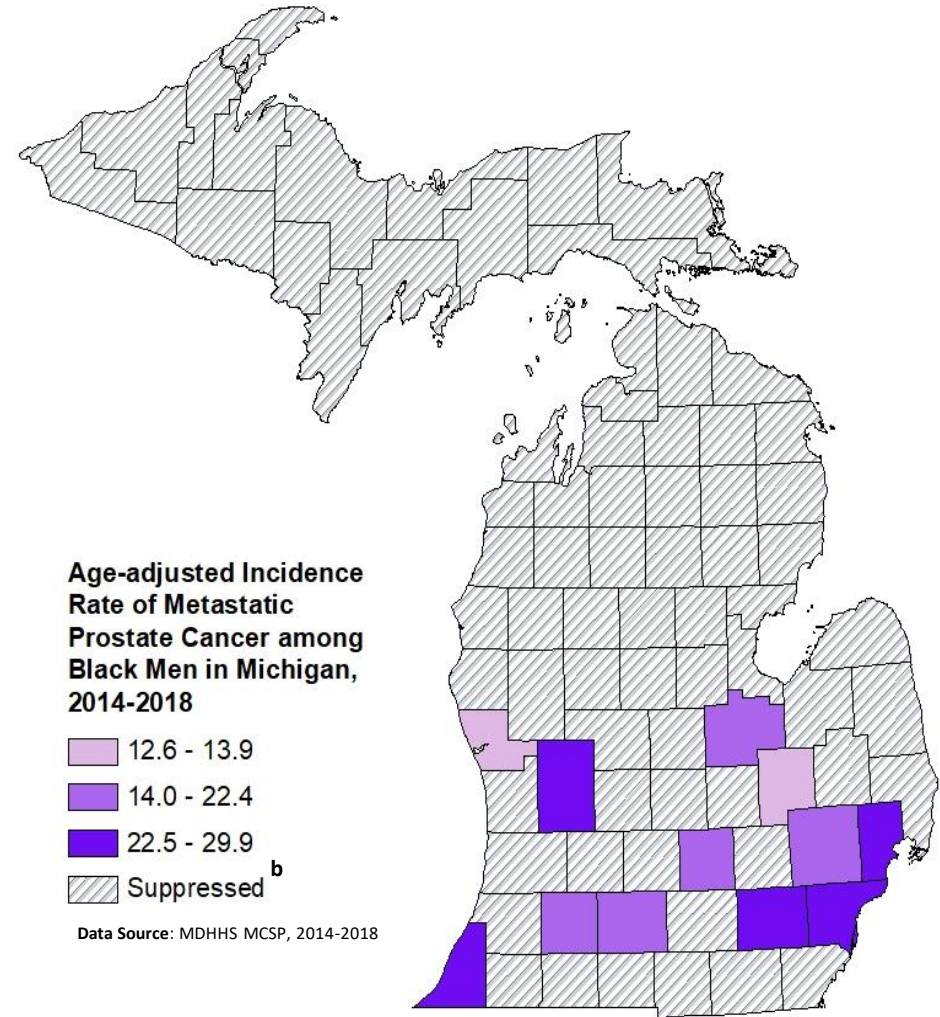 Age-adjusted Incidence
Rate of Metastatic
Prostate Cancer among
Black Men in Michigan,
2014-2018
12.6 - 13.9
14.0 - 22.4
22.5 - 29.9
Suppressed b
Data Source: MDHHS MCSP, 2014-2018